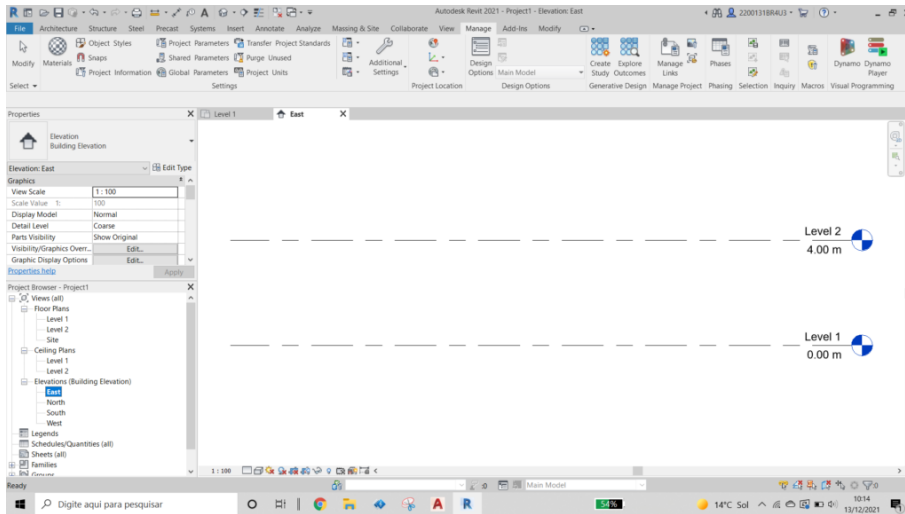 Autodesk Revit 2021 - Project1 - Elevation: East
2200131BR4U3
File Architecture Structure Steel Precast Systems Insert Annotate Analyze Massing & Site Collaborate View Manage Add-Ins Modify
Modify
Materials
Object Styles
Snaps
Project Information
Project Parameters
Shared Parameters
Global Parameters
Transfer Project Standards
Purge Unused
Project Units
Additional Settings
Design Options
Main Model
Create Study
Explore Outcomes
Manage Links
Phases
Dynamo
Dynamo Player
Select Settings Project Location Design Options Generative Design Manage Project Phasing Selection Inquiry Macros Visual Programming
Properties
Level 1 East
Elevation
Building Elevation
Elevation: East Edit Type
Graphics
View Scale 1 : 100
Scale Value 1: 100
Display Model Normal
Detail Level Coarse
Parts Visibility Show Original
Visibility/Graphics Overr... Edit...
Graphic Display Options Edit...
Properties help Apply
Project Browser - Project1
Views (all)
Floor Plans
Level 1
Level 2
Site
Ceiling Plans
Level 1
Level 2
Elevations (Building Elevation)
East
North
South
West
Legends
Schedules/Quantities (all)
Sheets (all)
Families
Groups
Level 2
4.00 m
Level 1
0.00 m
1 : 100
Ready
:0
Main Model
Digite aqui para pesquisar
54%
14°C Sol
10:14
13/12/2021